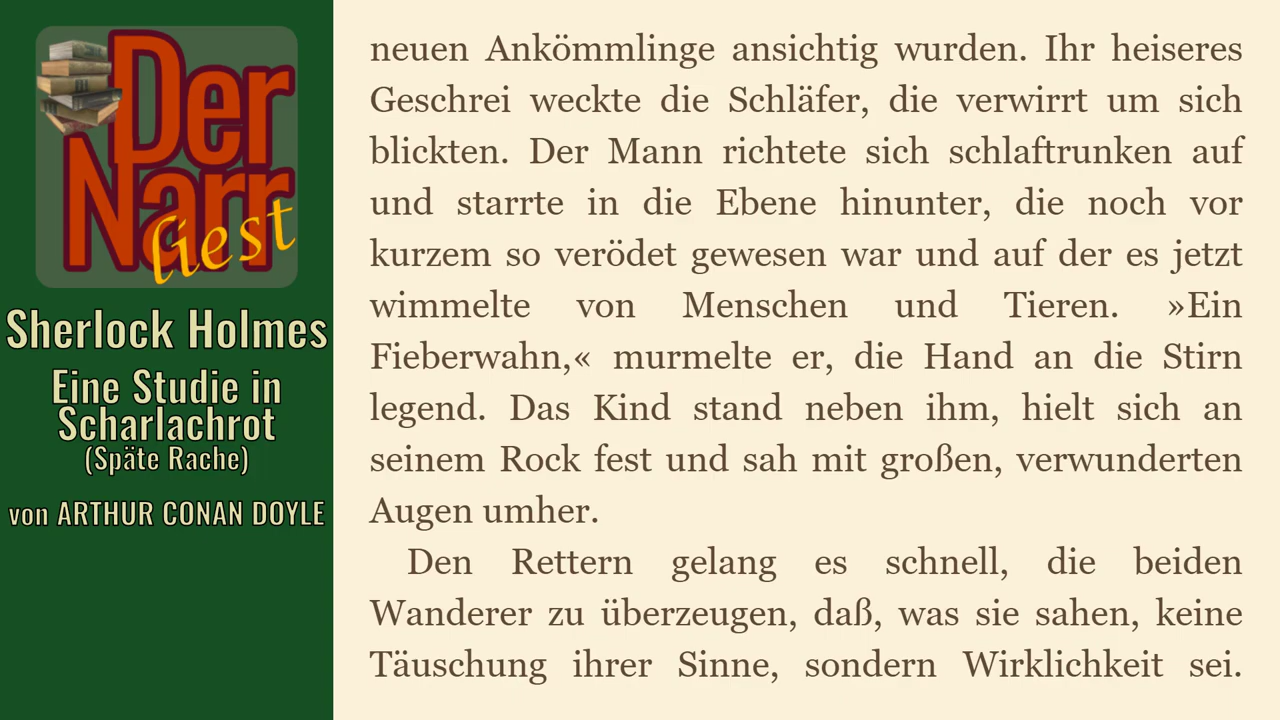 Der
Narr
liest
Sherlock Holmes
Eine Studie in
Scharlachrot
(Späte Rache)
von ARTHUR CONAN DOYLE
neuen Ankömmlinge ansichtig wurden. Ihr heiseres
Geschrei weckte die Schläfer, die verwirrt um sich
blickten. Der Mann richtete sich schlaftrunken auf
und starrte in die Ebene hinunter, die noch vor
kurzem so verödet gewesen war und auf der es jetzt
wimmelte von Menschen und Tieren. »Ein
Fieberwahn,« murmelte er, die Hand an die Stirn
legend. Das Kind stand neben ihm, hielt sich an
seinem Rock fest und sah mit großen, verwunderten
Augen umher.
Den Rettern gelang es schnell, die beiden
Wanderer zu überzeugen, daß, was sie sahen, keine
Täuschung ihrer Sinne, sondern Wirklichkeit sei.